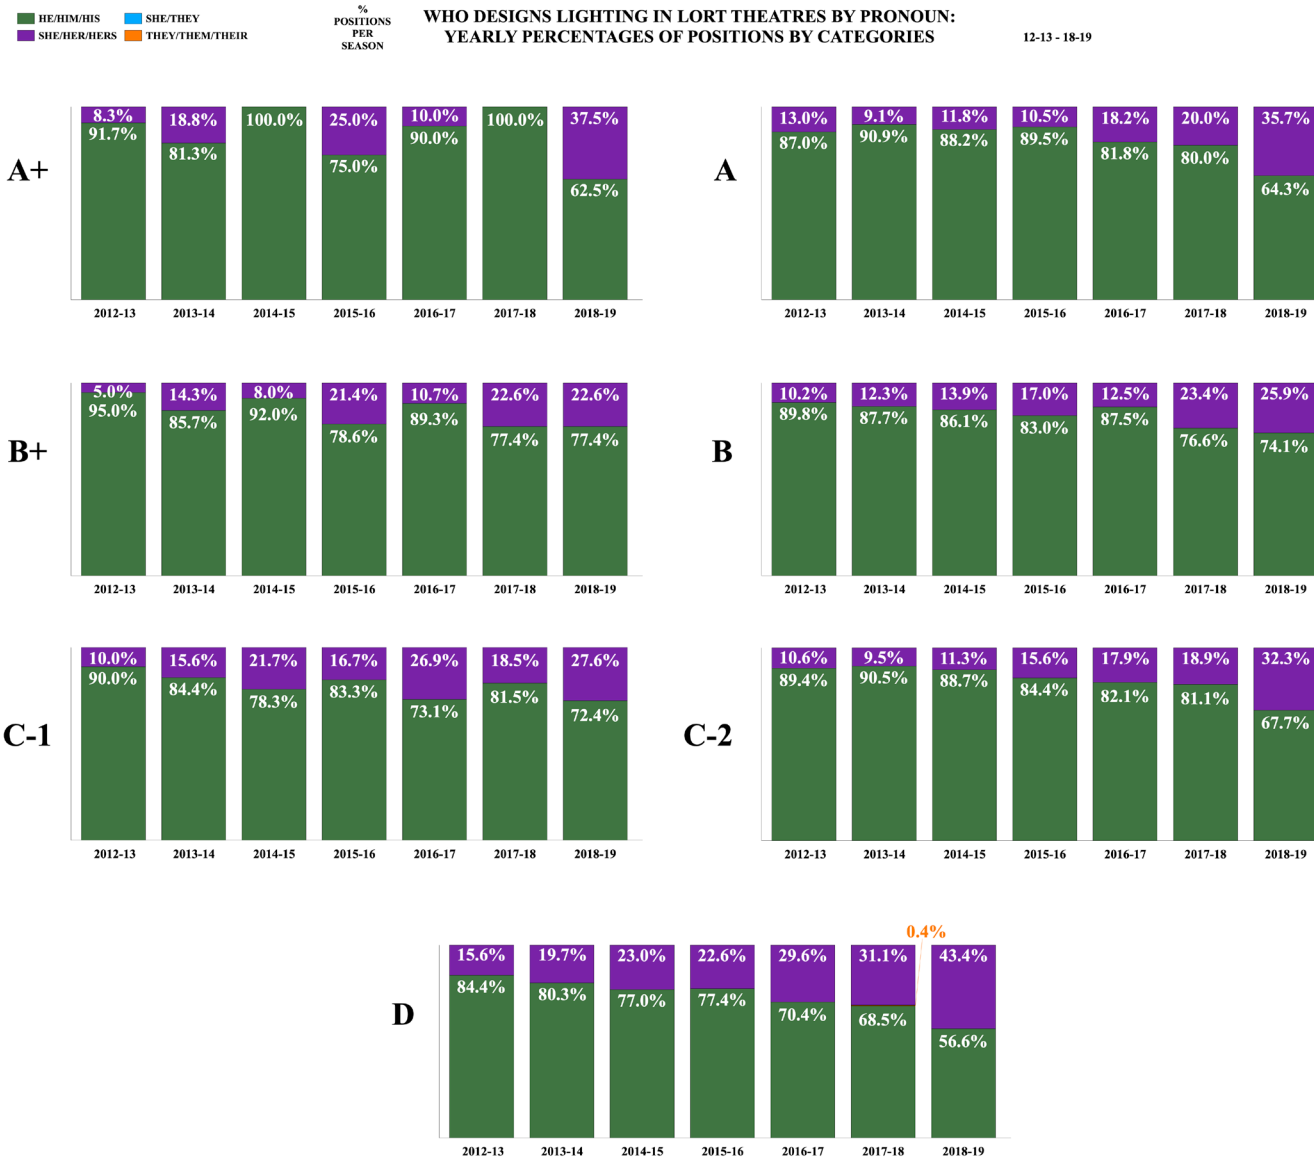 HE/HIM/HIS SHE/THEY
SHE/HER/HERS THEY/THEM/THEIR
%
POSITIONS
PER
SEASON
WHO DESIGNS LIGHTING IN LORT THEATRES BY PRONOUN:
YEARLY PERCENTAGES OF POSITIONS BY CATEGORIES
12-13 - 18-19
A+
8.3% 18.8% 100.0% 25.0% 10.0% 100.0% 37.5%
91.7% 81.3% 75.0% 90.0% 62.5%
2012-13 2013-14 2014-15 2015-16 2016-17 2017-18 2018-19
A
13.0% 9.1% 11.8% 10.5% 18.2% 20.0% 35.7%
87.0% 90.9% 88.2% 89.5% 81.8% 80.0% 64.3%
2012-13 2013-14 2014-15 2015-16 2016-17 2017-18 2018-19
B+
5.0% 14.3% 8.0% 21.4% 10.7% 22.6% 22.6%
95.0% 85.7% 92.0% 78.6% 89.3% 77.4% 77.4%
2012-13 2013-14 2014-15 2015-16 2016-17 2017-18 2018-19
B
10.2% 12.3% 13.9% 17.0% 12.5% 23.4% 25.9%
89.8% 87.7% 86.1% 83.0% 87.5% 76.6% 74.1%
2012-13 2013-14 2014-15 2015-16 2016-17 2017-18 2018-19
C-1
10.0% 15.6% 21.7% 16.7% 26.9% 18.5% 27.6%
90.0% 84.4% 78.3% 83.3% 73.1% 81.5% 72.4%
2012-13 2013-14 2014-15 2015-16 2016-17 2017-18 2018-19
C-2
10.6% 9.5% 11.3% 15.6% 17.9% 18.9% 32.3%
89.4% 90.5% 88.7% 84.4% 82.1% 81.1% 67.7%
2012-13 2013-14 2014-15 2015-16 2016-17 2017-18 2018-19
D
0.4%
15.6% 19.7% 23.0% 22.6% 29.6% 31.1% 43.4%
84.4% 80.3% 77.0% 77.4% 70.4% 68.5% 56.6%
2012-13 2013-14 2014-15 2015-16 2016-17 2017-18 2018-19